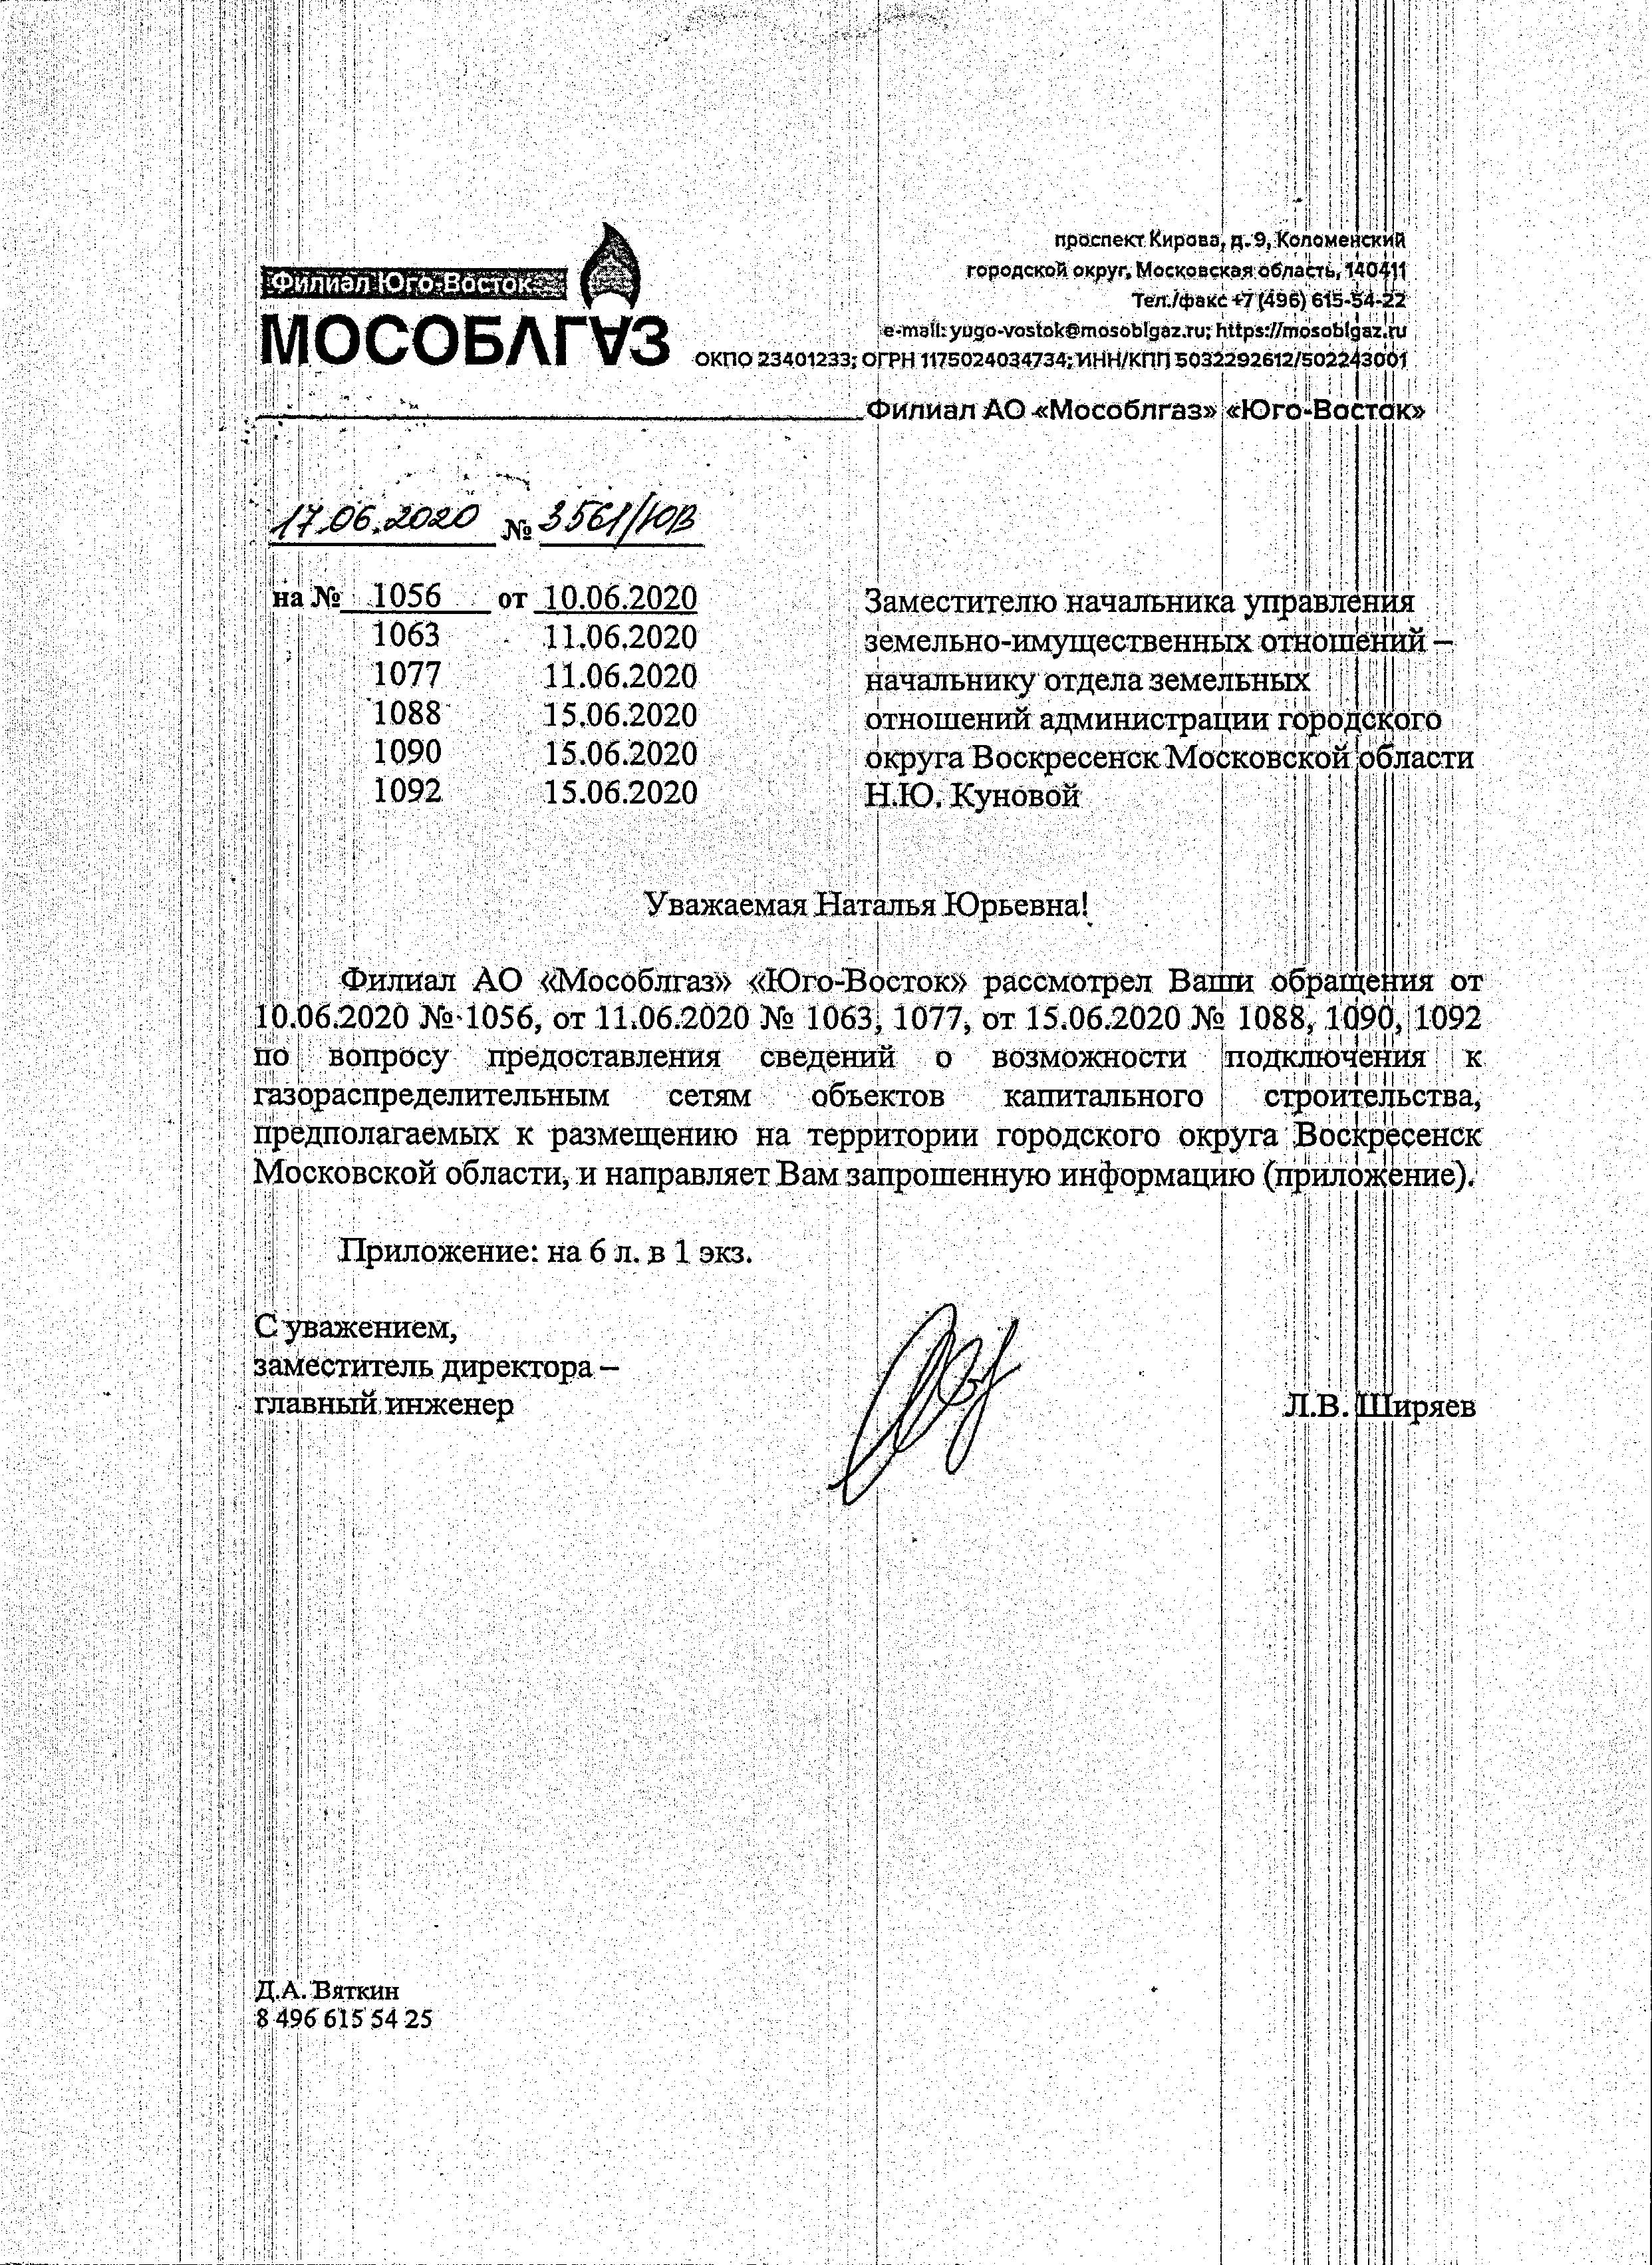 Филиал Юго-Восток
МОСОБЛГАЗ
проспект Кирова, д. 9, Коломенский
городской округ, Московская область, 140411
Тел./факс +7 (496) 615-54-22
e-mail: yugo-vostok@mosoblgaz.ru; https://mosoblgaz.ru
ОКПО 23401233; ОГРН 1175024034734; ИНН/КПП 5032292612/502243001
Филиал АО «Мособлгаз» «Юго-Восток»
17.06.2020 № 3561/ЮВ
на № 1056 от 10.06.2020
1063 11.06.2020
1077 11.06.2020
1088 15.06.2020
1090 15.06.2020
1092 15.06.2020
Заместителю начальника управления
земельно-имущественных отношений –
начальнику отдела земельных
отношений администрации городского
округа Воскресенск Московской области
Н.Ю. Куновой
Уважаемая Наталья Юрьевна!
Филиал АО «Мособлгаз» «Юго-Восток» рассмотрел Ваши обращения от
10.06.2020 № 1056, от 11.06.2020 № 1063, 1077, от 15.06.2020 № 1088, 1090, 1092
по вопросу предоставления сведений о возможности подключения к
газораспределительным сетям объектов капитального строительства,
предполагаемых к размещению на территории городского округа Воскресенск
Московской области, и направляет Вам запрошенную информацию (приложение).
Приложение: на 6 л. в 1 экз.
С уважением,
заместитель директора –
главный инженер
Л.В. Ширяев
Д.А. Вяткин
8 496 615 54 25